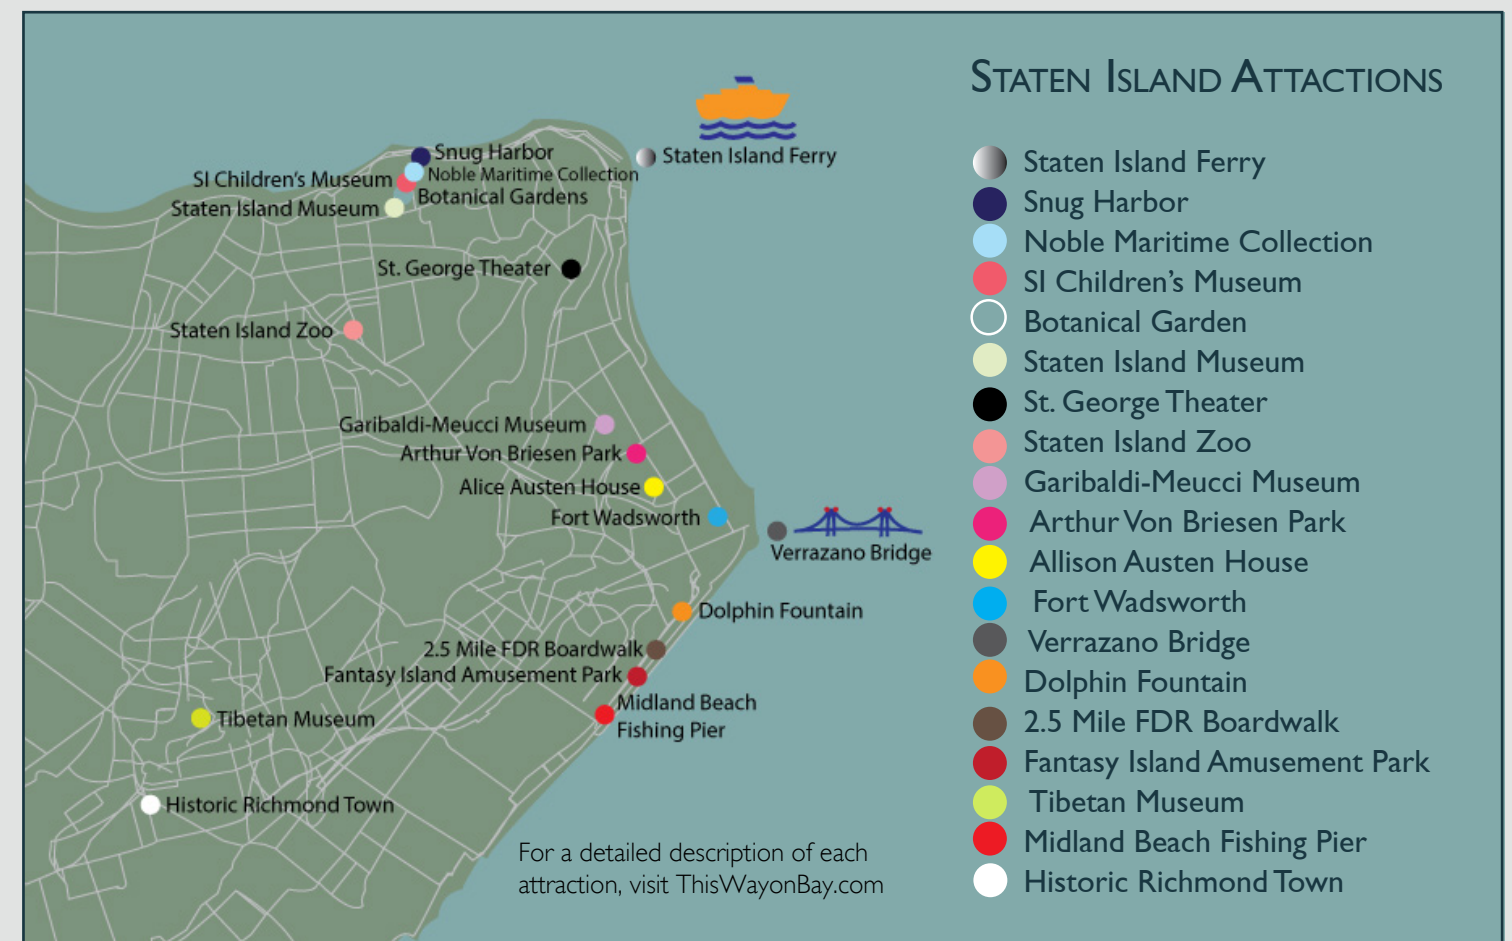 STATEN ISLAND ATTACTIONS
Staten Island Ferry
Snug Harbor
Noble Maritime Collection
SI Children's Museum
Botanical Gardens
Staten Island Museum
St. George Theater
Staten Island Zoo
Garibaldi-Meucci Museum
Arthur Von Briesen Park
Alice Austen House
Fort Wadsworth
Verrazano Bridge
Dolphin Fountain
2.5 Mile FDR Boardwalk
Fantasy Island Amusement Park
Midland Beach
Fishing Pier
Tibetan Museum
Historic Richmond Town
For a detailed description of each
attraction, visit ThisWayonBay.com
Staten Island Ferry
Snug Harbor
Noble Maritime Collection
SI Children's Museum
Botanical Garden
Staten Island Museum
St. George Theater
Staten Island Zoo
Garibaldi-Meucci Museum
Arthur Von Briesen Park
Allison Austen House
Fort Wadsworth
Verrazano Bridge
Dolphin Fountain
2.5 Mile FDR Boardwalk
Fantasy Island Amusement Park
Tibetan Museum
Midland Beach Fishing Pier
Historic Richmond Town